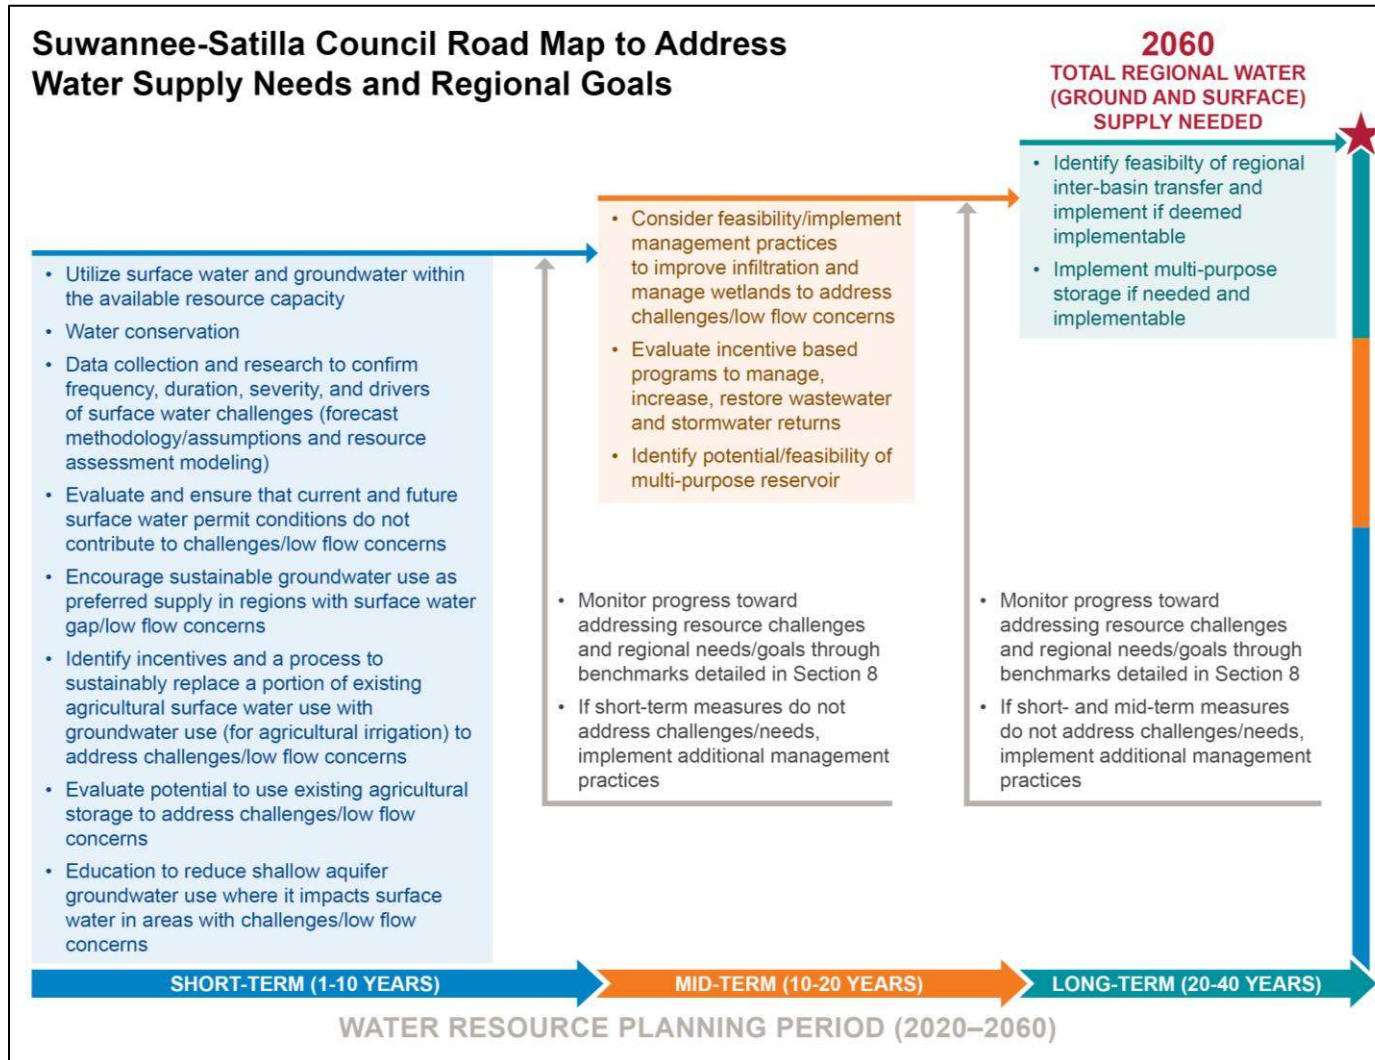 Suwannee-Satilla Council Road Map to Address
Water Supply Needs and Regional Goals
2060
TOTAL REGIONAL WATER
(GROUND AND SURFACE)
SUPPLY NEEDED
• Utilize surface water and groundwater within
the available resource capacity
• Water conservation
• Data collection and research to confirm
frequency, duration, severity, and drivers
of surface water challenges (forecast
methodology/assumptions and resource
assessment modeling)
• Evaluate and ensure that current and future
surface water permit conditions do not
contribute to challenges/low flow concerns
• Encourage sustainable groundwater use as
preferred supply in regions with surface water
gap/low flow concerns
• Identify incentives and a process to
sustainably replace a portion of existing
agricultural surface water use with
groundwater use (for agricultural irrigation) to
address challenges/low flow concerns
• Evaluate potential to use existing agricultural
storage to address challenges/low flow
concerns
• Education to reduce shallow aquifer
groundwater use where it impacts surface
water in areas with challenges/low flow
concerns
• Consider feasibility/implement
management practices
to improve infiltration and
manage wetlands to address
challenges/low flow concerns
• Evaluate incentive based
programs to manage,
increase, restore wastewater
and stormwater returns
• Identify potential/feasibility of
multi-purpose reservoir
• Monitor progress toward
addressing resource challenges
and regional needs/goals through
benchmarks detailed in Section 8
• If short-term measures do not
address challenges/needs,
implement additional management
practices
• Identify feasibilty of regional
inter-basin transfer and
implement if deemed
implementable
• Implement multi-purpose
storage if needed and
implementable
• Monitor progress toward
addressing resource challenges
and regional needs/goals through
benchmarks detailed in Section 8
• If short- and mid-term measures
do not address challenges/needs,
implement additional management
practices
SHORT-TERM (1-10 YEARS)
MID-TERM (10-20 YEARS)
LONG-TERM (20-40 YEARS)
WATER RESOURCE PLANNING PERIOD (2020–2060)